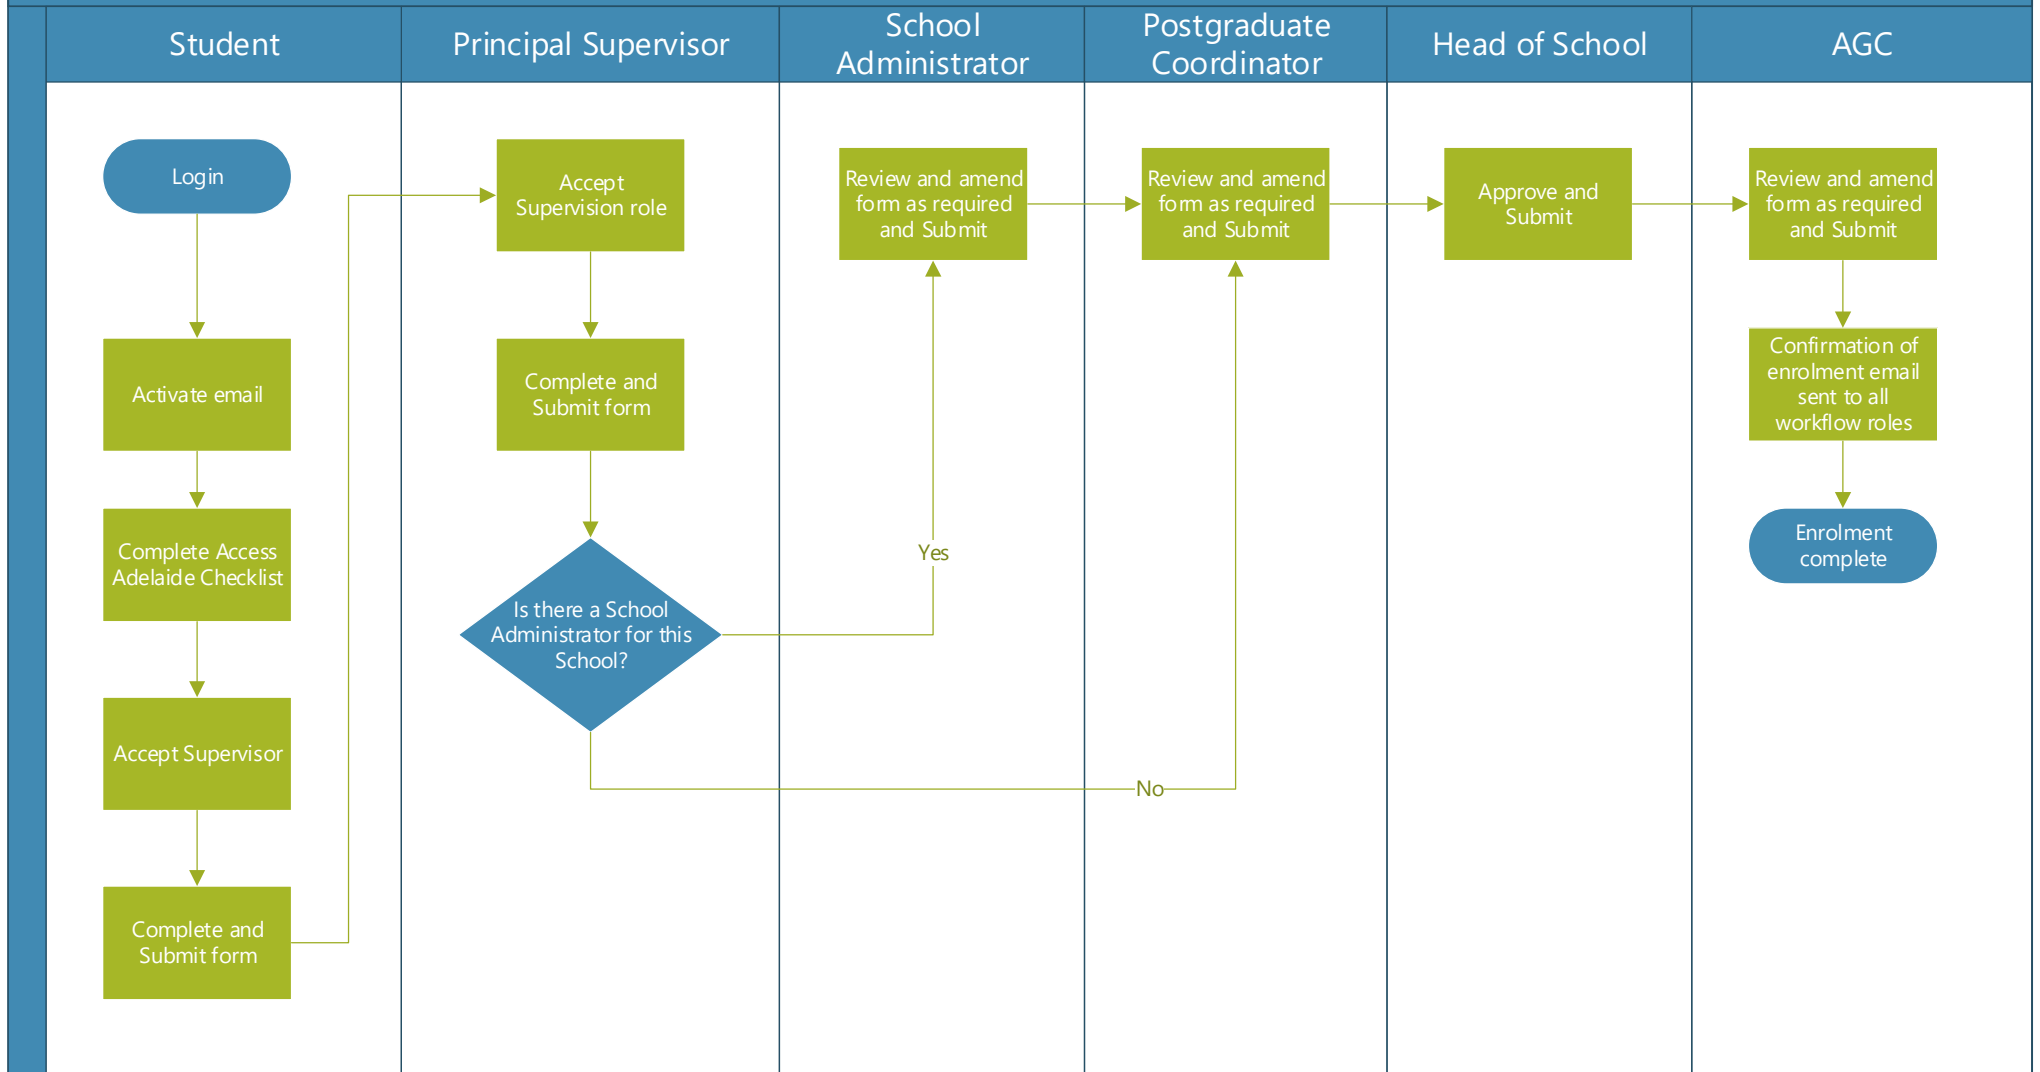 Student
Principal Supervisor
School
Administrator
Postgraduate
Coordinator
Head of School
AGC
Login
Activate email
Complete Access
Adelaide Checklist
Accept Supervisor
Complete and
Submit form
Accept
Supervision role
Complete and
Submit form
Is there a School
Administrator for this
School?
Yes
No
Review and amend
form as required
and Submit
Review and amend
form as required
and Submit
Approve and
Submit
Review and amend
form as required
and Submit
Confirmation of
enrolment email
sent to all
workflow roles
Enrolment
complete